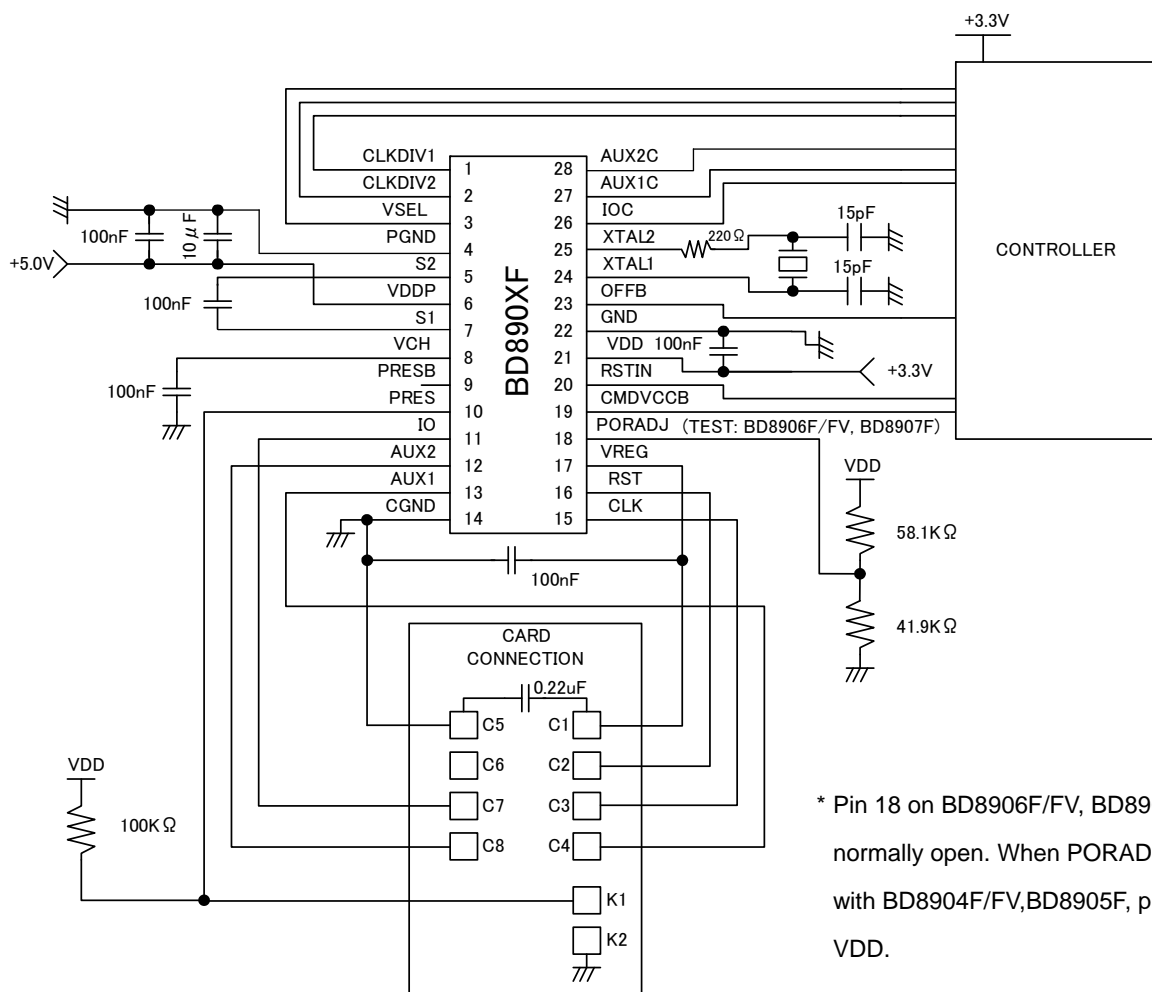 +3.3V
CONTROLLER
CLKDIV1
CLKDIV2
VSEL
PGND
S2
VDDP
S1
VCH
PRESB
PRES
IO
AUX2
AUX1
CGND
1
2
3
4
5
6
7
8
9
10
11
12
13
14
BD890XF
28
27
26
25
24
23
22
21
20
19
18
17
16
15
AUX2C
AUX1C
IOC
XTAL2
XTAL1
OFFB
GND
VDD
RSTIN
CMDVCCB
PORADJ (TEST: BD8906F/FV, BD8907F)
VREG
RST
CLK
100nF
10μF
+5.0V
100nF
100nF
220Ω
15pF
15pF
100nF
+3.3V
VDD
58.1KΩ
41.9KΩ
100nF
CARD
CONNECTION
0.22uF
C5 C1
C6 C2
C7 C3
C8 C4
K1
K2
VDD
100KΩ
* Pin 18 on BD8906F/FV, BD89
normally open. When PORAD
with BD8904F/FV,BD8905F, p
VDD.